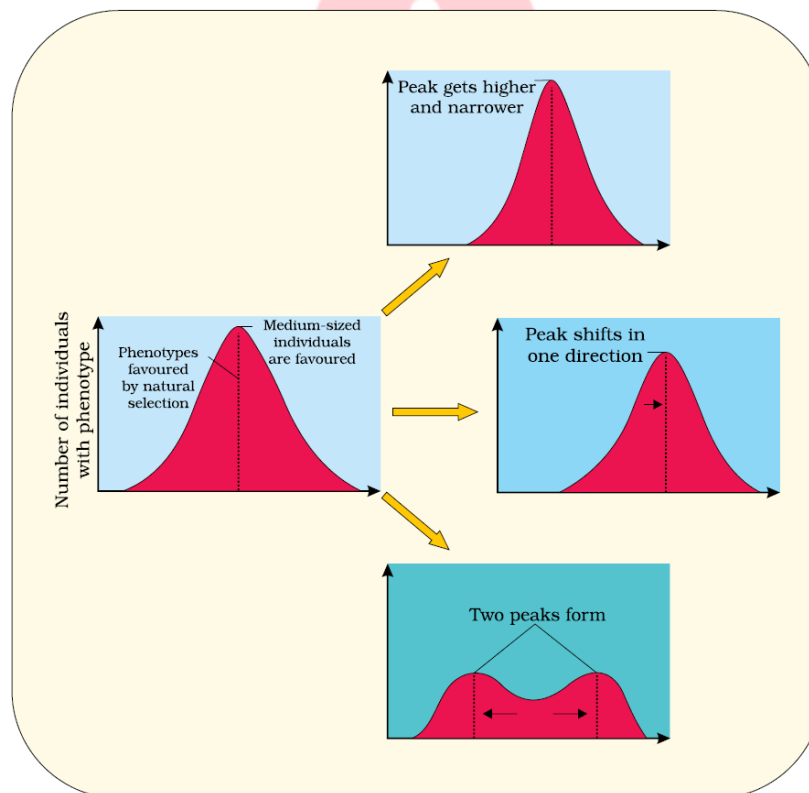 Peak gets higher
and narrower
Number of individuals
with phenotype
Phenotypes
favoured
by natural
selection
Medium-sized
individuals
are favoured
Peak shifts in
one direction
Two peaks form